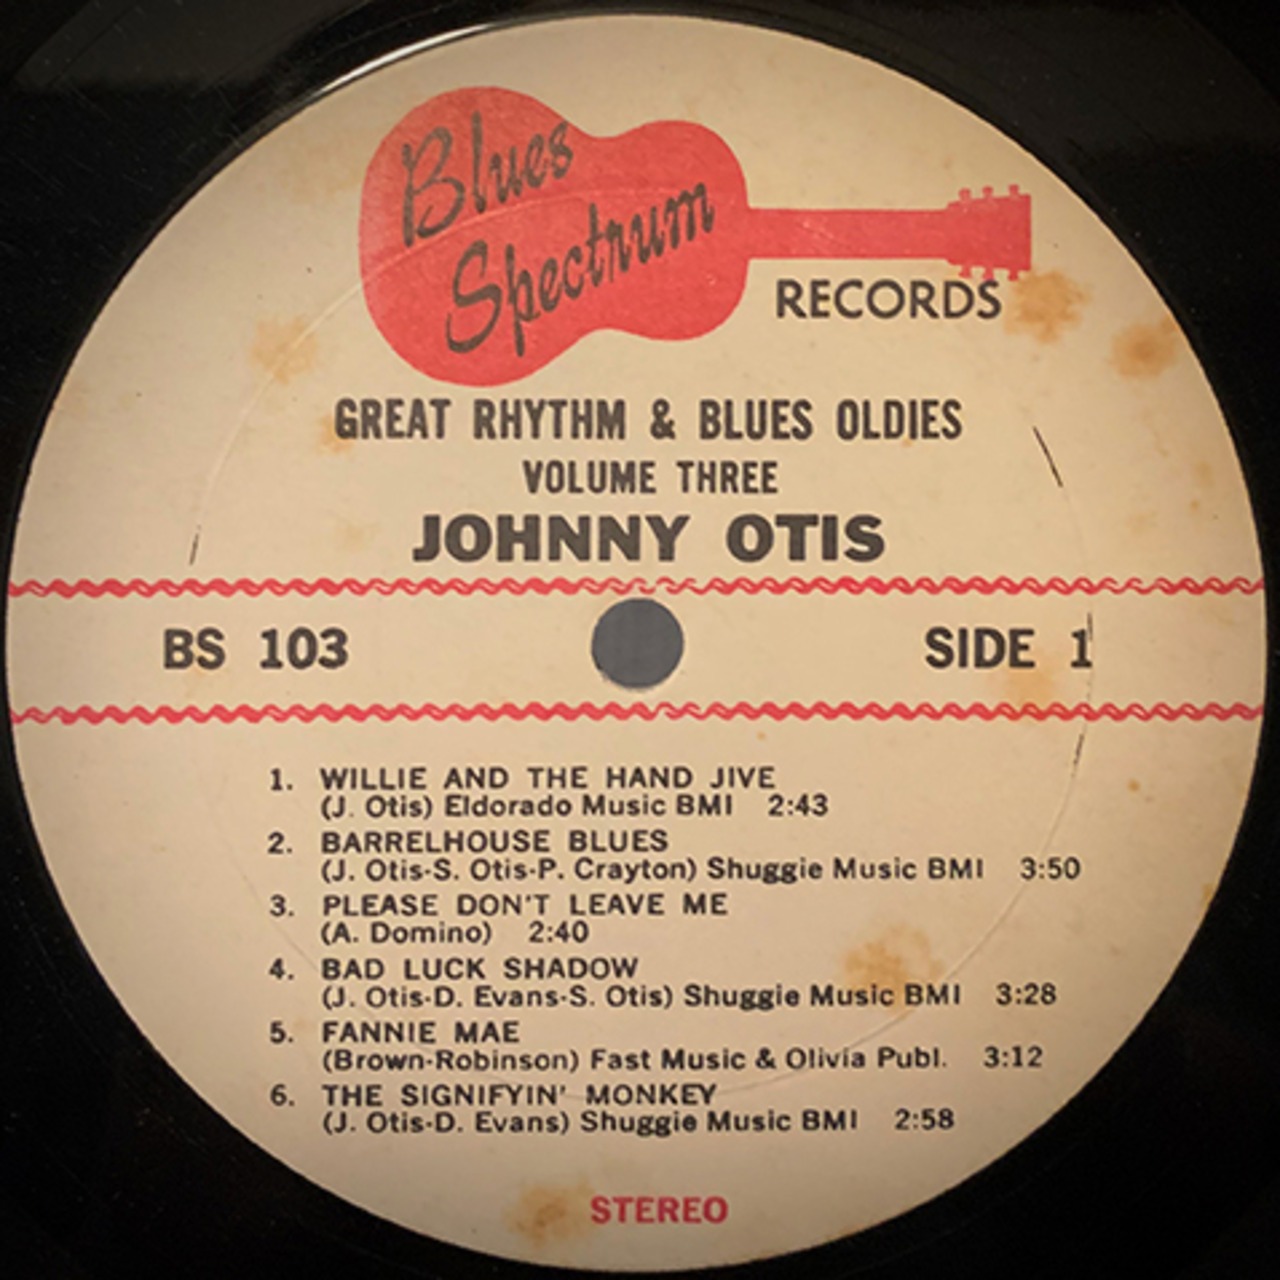 Blues
Spectrum
RECORDS
GREAT RHYTHM & BLUES OLDIES
VOLUME THREE
JOHNNY OTIS
BS 103 SIDE 1
1. WILLIE AND THE HAND JIVE
(J. Otis) Eldorado Music BMI 2:43
2. BARRELHOUSE BLUES
(J. Otis-S. Otis-P. Crayton) Shuggie Music BMI 3:50
3. PLEASE DON'T LEAVE ME
(A. Domino) 2:40
4. BAD LUCK SHADOW
(J. Otis-D. Evans-S. Otis) Shuggie Music BMI 3:28
5. FANNIE MAE
(Brown-Robinson) Fast Music & Olivia Publ. 3:12
6. THE SIGNIFYIN' MONKEY
(J. Otis-D. Evans) Shuggie Music BMI 2:58
STEREO